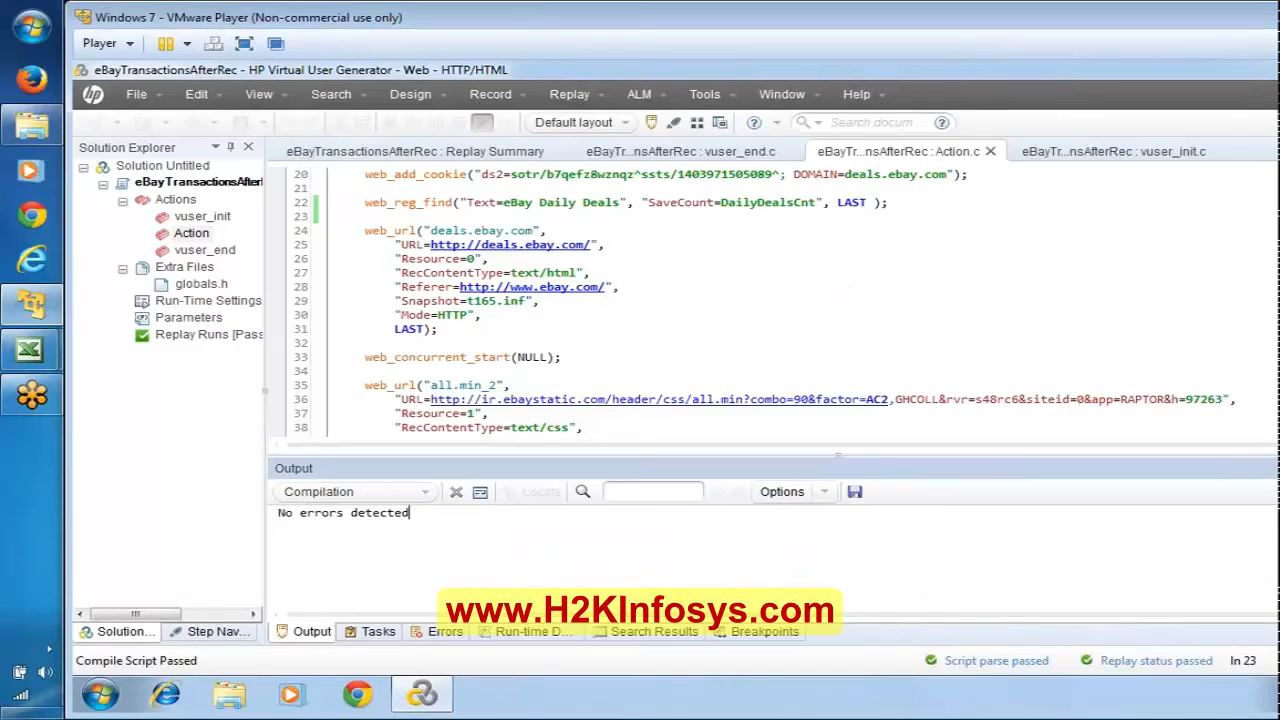 Windows 7 - VMware Player (Non-commercial use only)
Player
eBayTransactionsAfterRec - HP Virtual User Generator - Web - HTTP/HTML
hp File Edit View Search Design Record Replay ALM Tools Window Help
Default layout Search docum
Solution Explorer
eBayTransactionsAfterRec : Replay Summary eBayTr...nsAfterRec : vuser_end.c eBayTr...nsAfterRec : Action.c eBayTr...nsAfterRec : vuser_init.c
Solution Untitled
eBayTransactionsAfterl
Actions
vuser_init
Action
vuser_end
Extra Files
globals.h
Run-Time Settings
Parameters
Replay Runs [Pass
20 web_add_cookie("ds2=sotr/b7qefz8wznqz^ssts/1403971505089^; DOMAIN=deals.ebay.com");
21
22 web_reg_find("Text=eBay Daily Deals", "SaveCount=DailyDealsCnt", LAST );
23
24 web_url("deals.ebay.com",
25 "URL=http://deals.ebay.com/",
26 "Resource=0",
27 "RecContentType=text/html",
28 "Referer=http://www.ebay.com/",
29 "Snapshot=t165.inf",
30 "Mode=HTTP",
31 LAST);
32
33 web_concurrent_start(NULL);
34
35 web_url("all.min_2",
36 "URL=http://ir.ebaystatic.com/header/css/all.min?combo=90&factor=AC2,GHCOLL&rvr=s48rc6&siteid=0&app=RAPTOR&h=97263",
37 "Resource=1",
38 "RecContentType=text/css",
Output
Compilation Locate Options
No errors detected
www.H2KInfosys.com
Solution... Step Nav... Output Tasks Errors Run-time D... Search Results Breakpoints
Compile Script Passed Script parse passed Replay status passed ln 23